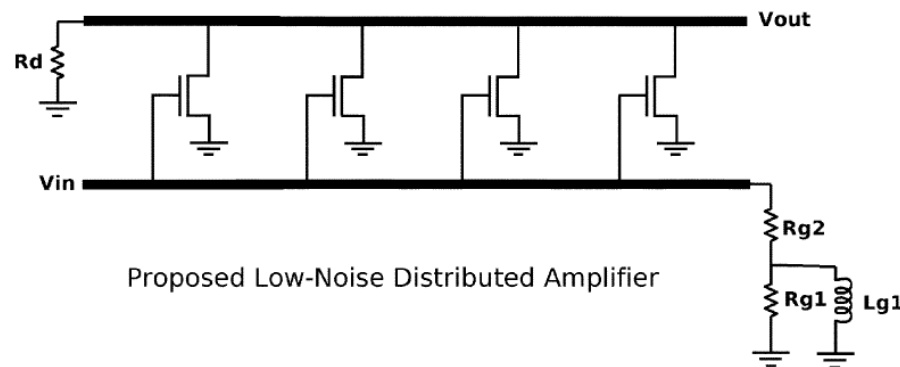 Vout
Rd
Vin
Rg2
Rg1 Lg1
Proposed Low-Noise Distributed Amplifier